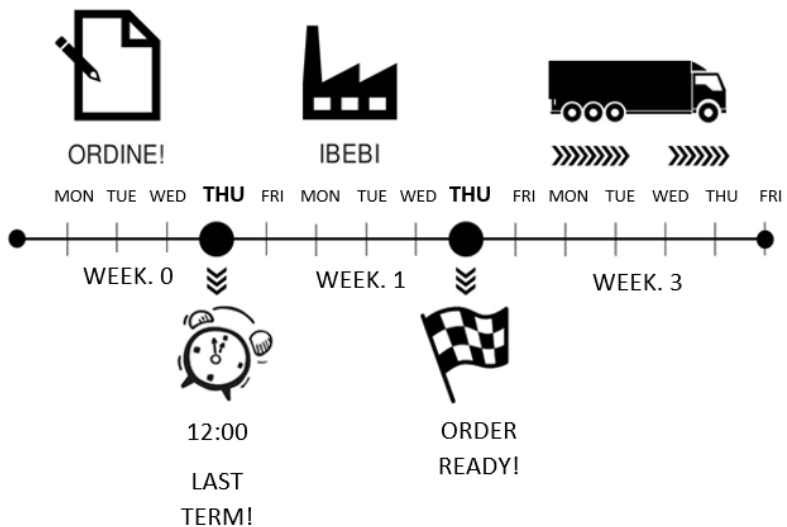 ORDINE!
IBEBI
MON TUE WED THU FRI MON TUE WED THU FRI MON TUE WED THU FRI
WEEK. 0
WEEK. 1
WEEK. 3
12:00
LAST
TERM!
ORDER
READY!